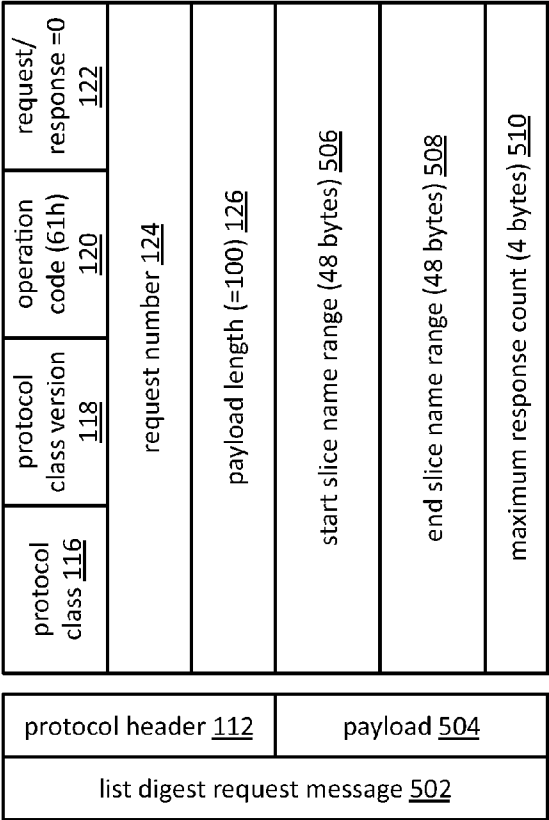 protocol
class 116
protocol
class version
118
operation
code (61h)
120
request/
response =0
122
request number 124
payload length (=100) 126
start slice name range (48 bytes) 506
end slice name range (48 bytes) 508
maximum response count (4 bytes) 510
protocol header 112
payload 504
list digest request message 502